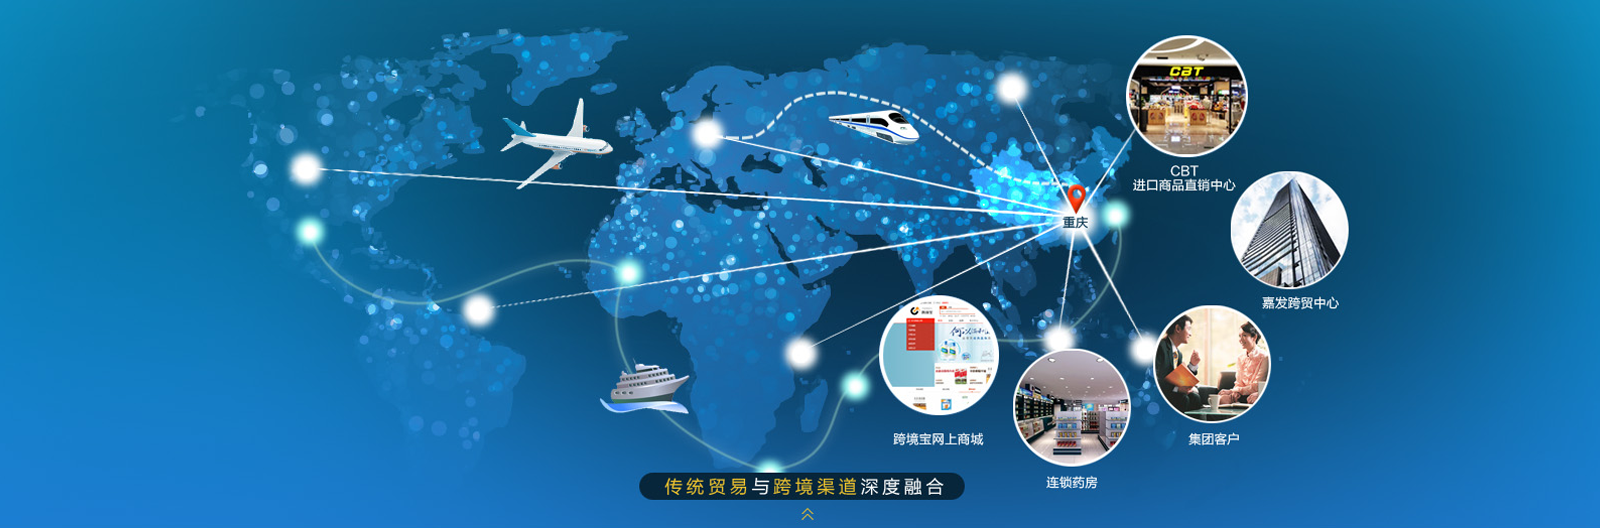 CBT
CBT
进口商品直销中心
重庆
嘉发跨贸中心
跨境宝网上商城
集团客户
连锁药房
传统贸易与跨境渠道深度融合